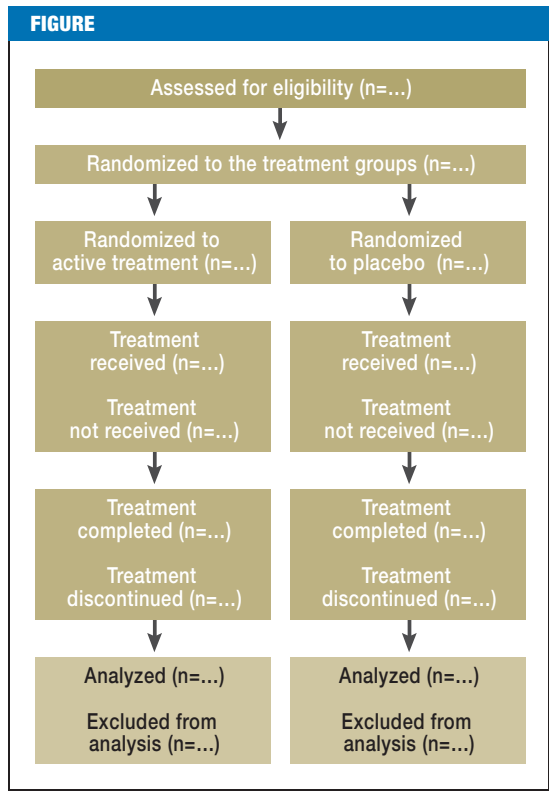 FIGURE
Assessed for eligibility (n=...)
Randomized to the treatment groups (n=...)
Randomized to
active treatment (n=...)
Randomized
to placebo (n=...)
Treatment
received (n=...)
Treatment
not received (n=...)
Treatment
received (n=...)
Treatment
not received (n=...)
Treatment
completed (n=...)
Treatment
discontinued (n=...)
Treatment
completed (n=...)
Treatment
discontinued (n=...)
Analyzed (n=...)
Excluded from
analysis (n=...)
Analyzed (n=...)
Excluded from
analysis (n=...)